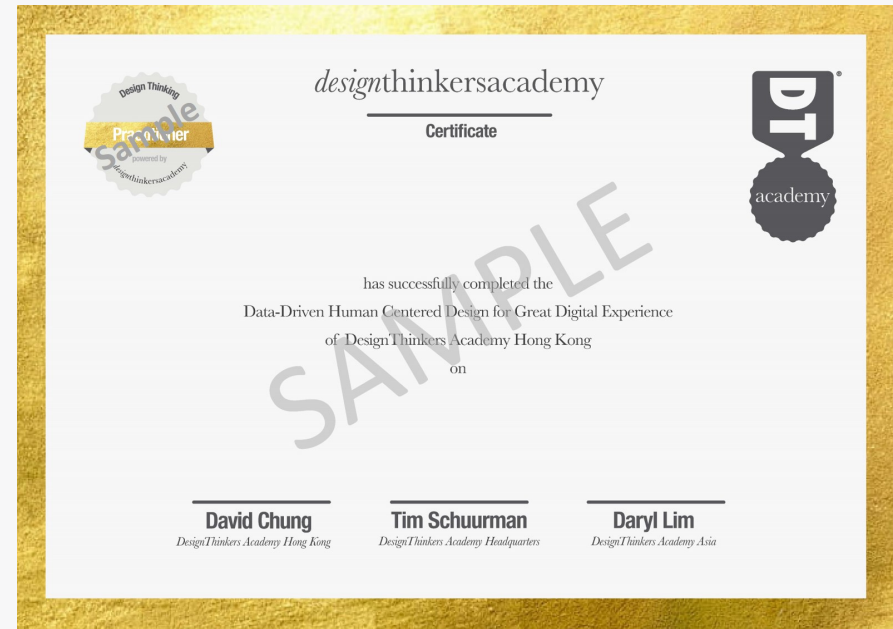 Design Thinking
Practitioner
powered by
designthinkersacademy
Sample
designthinkersacademy
Certificate
DT
®
academy
has successfully completed the
Data-Driven Human Centered Design for Great Digital Experience
of DesignThinkers Academy Hong Kong
on
SAMPLE
David Chung
DesignThinkers Academy Hong Kong
Tim Schuurman
DesignThinkers Academy Headquarters
Daryl Lim
DesignThinkers Academy Asia